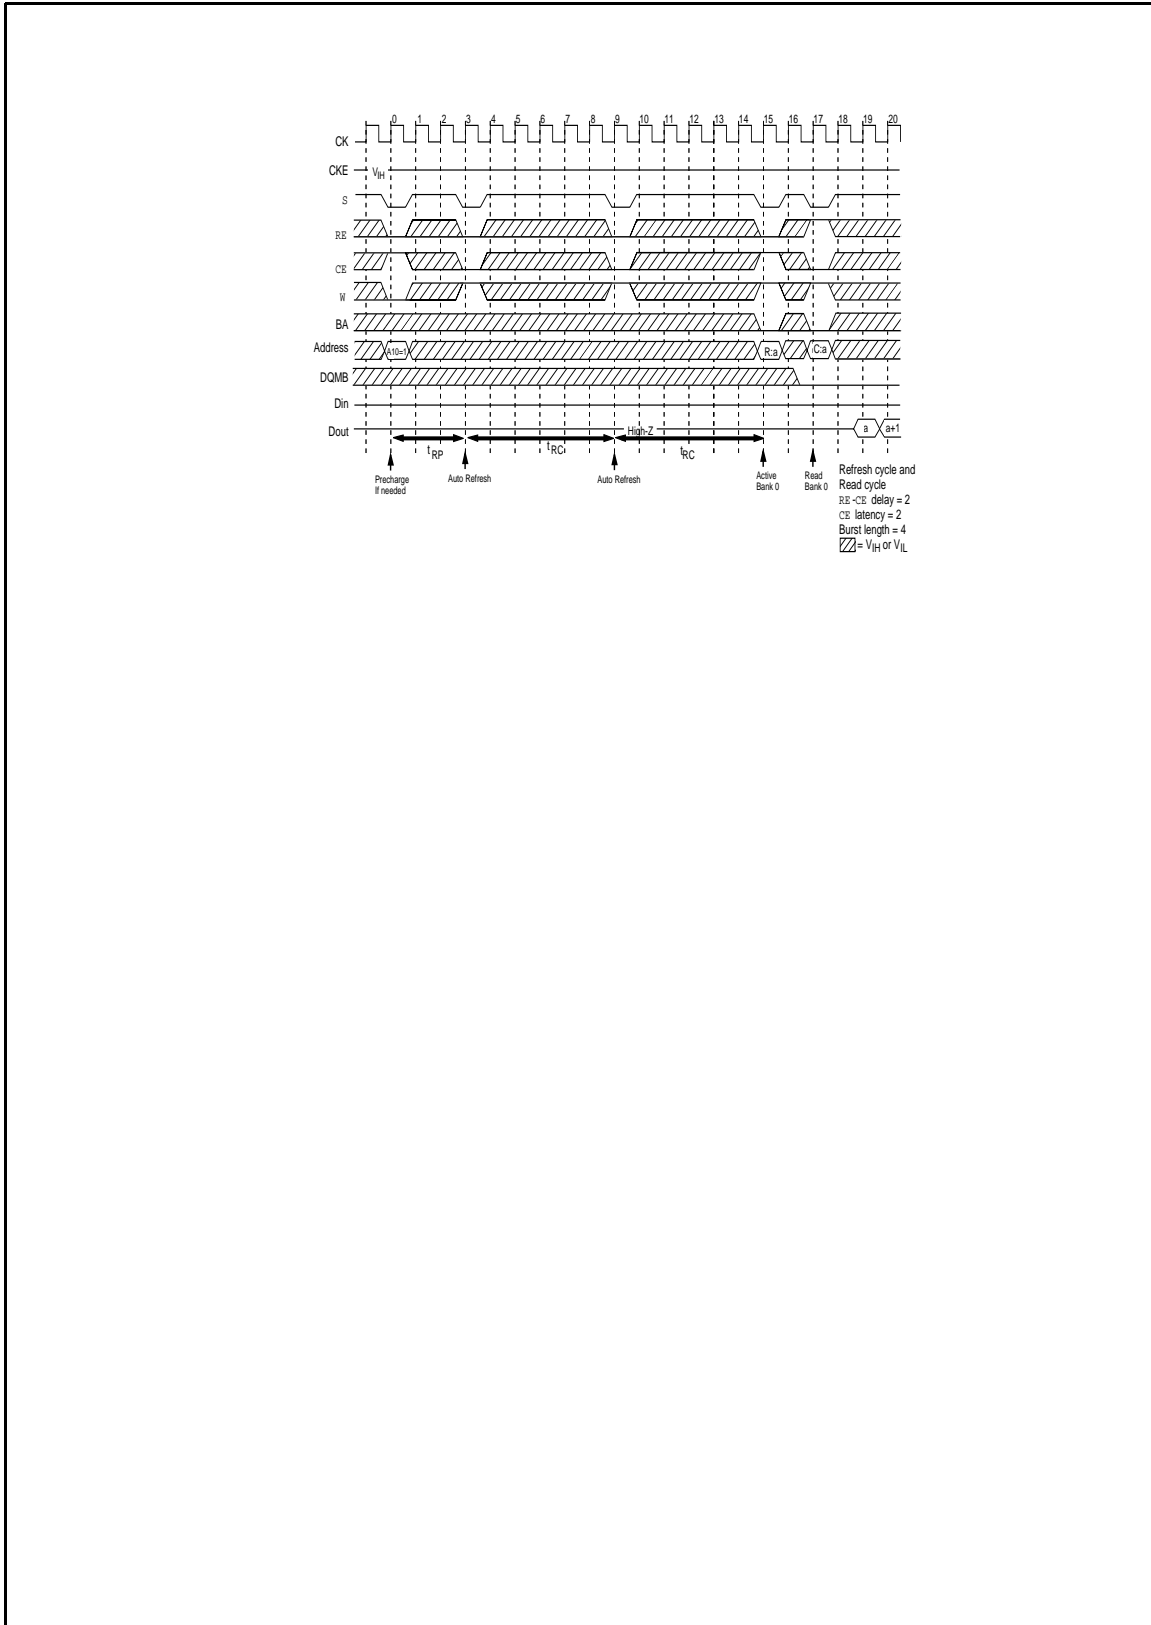 0 1 2 3 4 5 6 7 8 9 10 11 12 13 14 15 16 17 18 19 20
CK
CKE VIH
S
RE
CE
W
BA
Address A10=1 R:a C:a
DQMB
Din
Dout High-Z a a+1
tRP tRC tRC
Precharge
If needed
Auto Refresh
Auto Refresh
Active
Bank 0
Read
Bank 0
Refresh cycle and
Read cycle
RE-CE delay = 2
CE latency = 2
Burst length = 4
= VIH or VIL